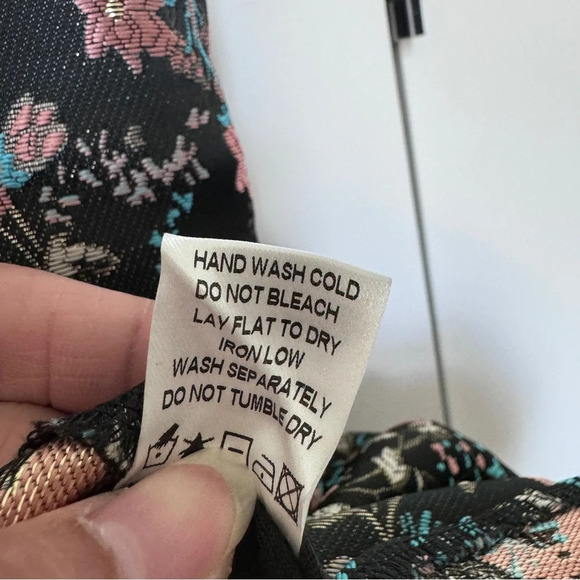 HAND WASH COLD
DO NOT BLEACH
LAY FLAT TO DRY
IRON LOW
WASH SEPARATELY
DO NOT TUMBLE DRY